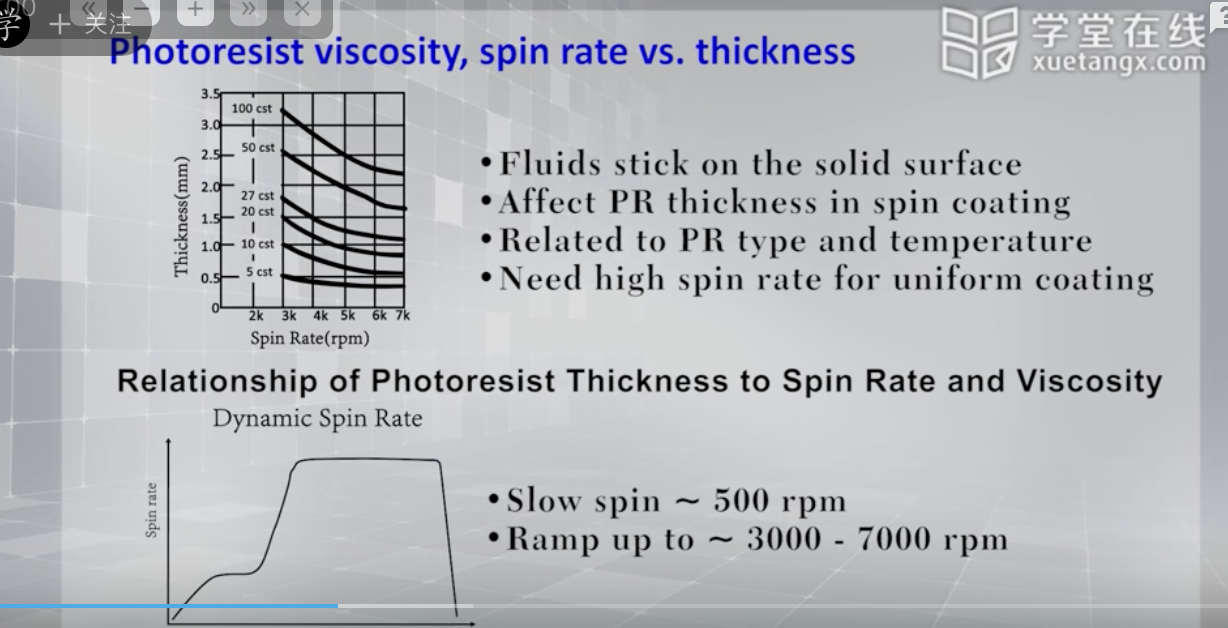 学 + 关注
« − + » ×
Photoresist viscosity, spin rate vs. thickness
学堂在线
xuetangx.com
3.5
3.0
2.5
2.0
1.5
1.0
0.5
0
Thickness(mm)
100 cst
50 cst
27 cst
20 cst
10 cst
5 cst
2k 3k 4k 5k 6k 7k
Spin Rate(rpm)
•Fluids stick on the solid surface
•Affect PR thickness in spin coating
•Related to PR type and temperature
•Need high spin rate for uniform coating
Relationship of Photoresist Thickness to Spin Rate and Viscosity
Dynamic Spin Rate
Spin rate
•Slow spin ~ 500 rpm
•Ramp up to ~ 3000 - 7000 rpm